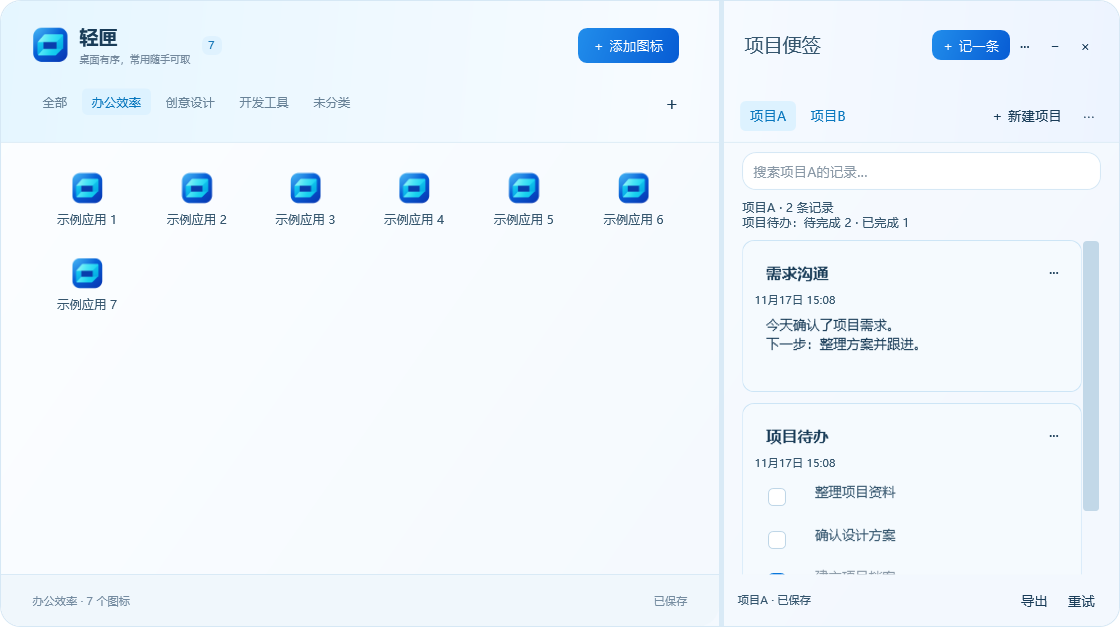 轻匣
7
桌面有序，常用随手可取
+ 添加图标
全部 办公效率 创意设计 开发工具 未分类 +
示例应用 1 示例应用 2 示例应用 3 示例应用 4 示例应用 5 示例应用 6
示例应用 7
办公效率 · 7 个图标 已保存
项目便签 + 记一条 ··· − ×
项目A 项目B + 新建项目 ···
搜索项目A的记录...
项目A · 2 条记录
项目待办：待完成 2 · 已完成 1
需求沟通 ···
11月17日 15:08
今天确认了项目需求。
下一步：整理方案并跟进。
项目待办 ···
11月17日 15:08
整理项目资料
确认设计方案
项目A · 已保存 导出 重试